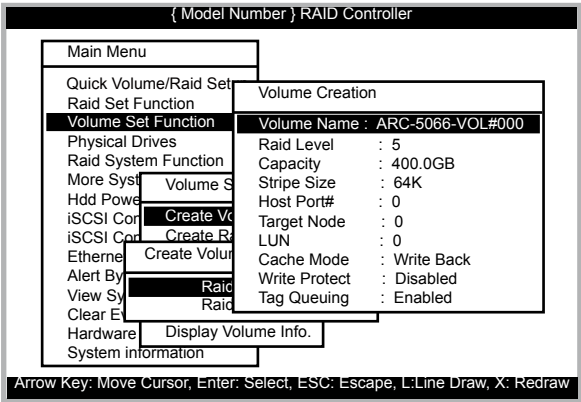 { Model Number } RAID Controller
Main Menu
Quick Volume/Raid Set
Raid Set Function
Volume Set Function
Physical Drives
Raid System Function
More Syst
Hdd Powe
iSCSI Con
iSCSI Con
Etherne
Alert By
View Sy
Clear Ev
Hardware
System information
Volume S
Create Vo
Create Ra
Display Volume Info.
Create Volum
Raid
Raid
Volume Creation
Volume Name : ARC-5066-VOL#000
Raid Level : 5
Capacity : 400.0GB
Stripe Size : 64K
Host Port# : 0
Target Node : 0
LUN : 0
Cache Mode : Write Back
Write Protect : Disabled
Tag Queuing : Enabled
Arrow Key: Move Cursor, Enter: Select, ESC: Escape, L:Line Draw, X: Redraw